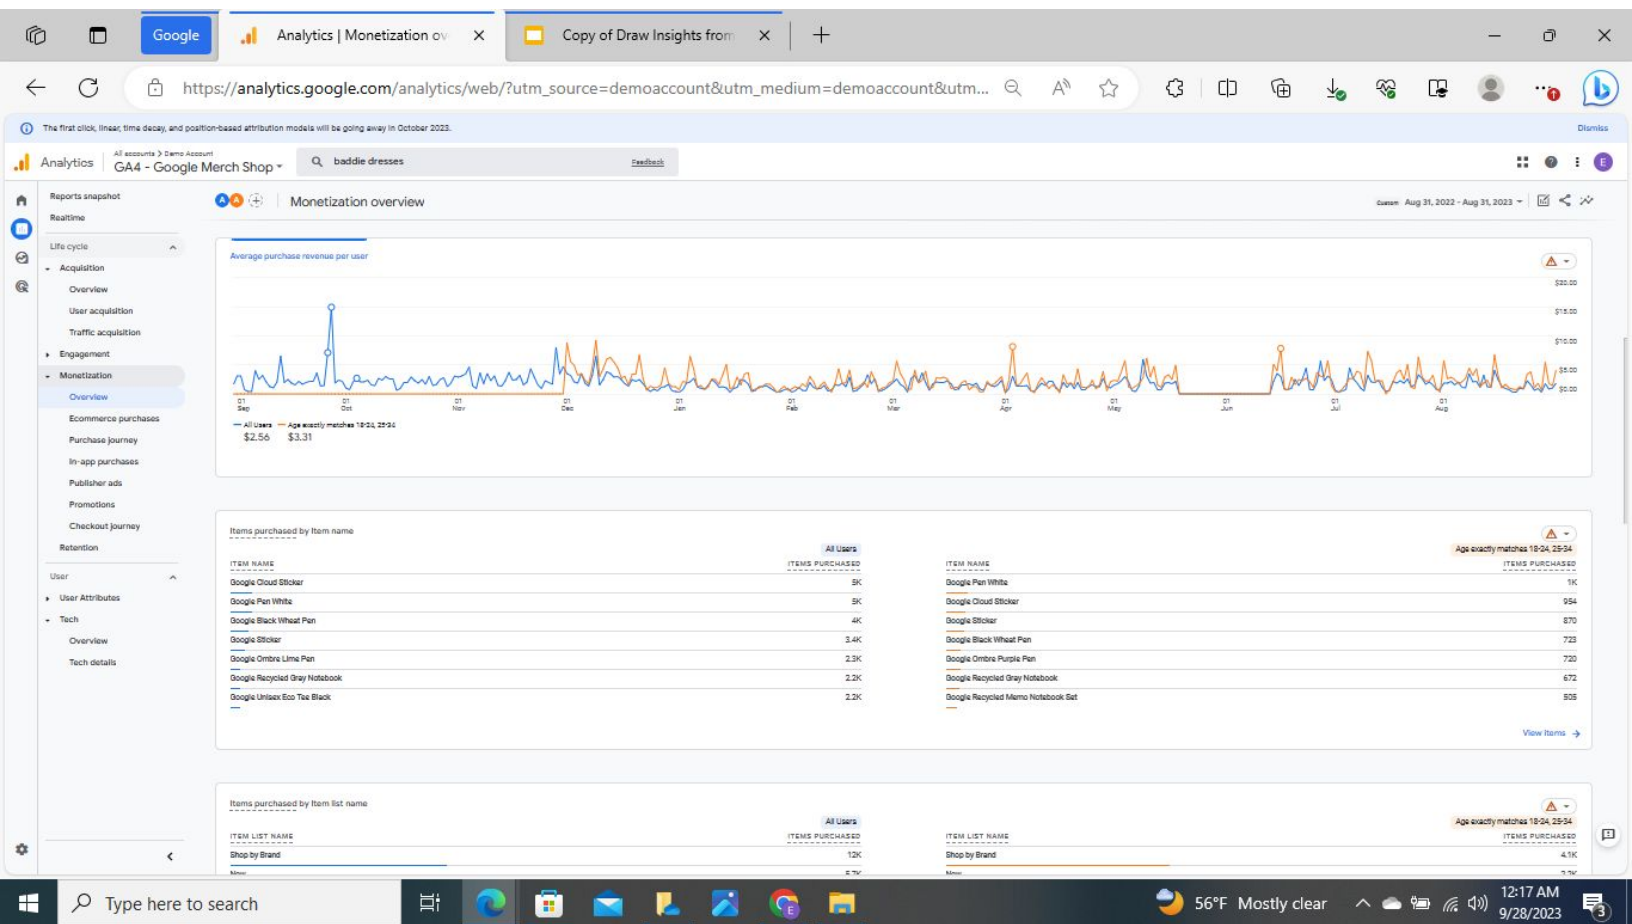 Google
Analytics | Monetization ov
Copy of Draw Insights from
https://analytics.google.com/analytics/web/?utm_source=demoaccount&utm_medium=demoaccount&utm...
The first click, linear, time decay, and position-based attribution models will be going away in October 2023.
Dismiss
Analytics
All accounts > Demo Account
GA4 - Google Merch Shop
baddie dresses
Feedback
E
Reports snapshot
Realtime
Life cycle
Acquisition
Overview
User acquisition
Traffic acquisition
Engagement
Monetization
Overview
Ecommerce purchases
Purchase journey
In-app purchases
Publisher ads
Promotions
Checkout journey
Retention
User
User Attributes
Tech
Overview
Tech details
A A
Monetization overview
Custom Aug 31, 2022 - Aug 31, 2023
Average purchase revenue per user
$20.00
$15.00
$10.00
$5.00
$0.00
01 Sep
01 Oct
01 Nov
01 Dec
01 Jan
01 Feb
01 Mar
01 Apr
01 May
01 Jun
01 Jul
01 Aug
All Users Age exactly matches 18-24, 25-34
$2.56 $3.31
Items purchased by Item name
All Users
ITEM NAME ITEMS PURCHASED
Google Cloud Sticker 5K
Google Pen White 5K
Google Black Wheat Pen 4K
Google Sticker 3.4K
Google Ombre Lime Pen 2.3K
Google Recycled Gray Notebook 2.2K
Google Unisex Eco Tee Black 2.2K
Age exactly matches 18-24, 25-34
ITEM NAME ITEMS PURCHASED
Google Pen White 1K
Google Cloud Sticker 954
Google Sticker 870
Google Black Wheat Pen 723
Google Ombre Purple Pen 720
Google Recycled Gray Notebook 672
Google Recycled Memo Notebook Set 505
View items
Items purchased by Item list name
All Users
ITEM LIST NAME ITEMS PURCHASED
Shop by Brand 12K
Age exactly matches 18-24, 25-34
ITEM LIST NAME ITEMS PURCHASED
Shop by Brand 4.1K
Type here to search
56°F Mostly clear
12:17 AM
9/28/2023
3